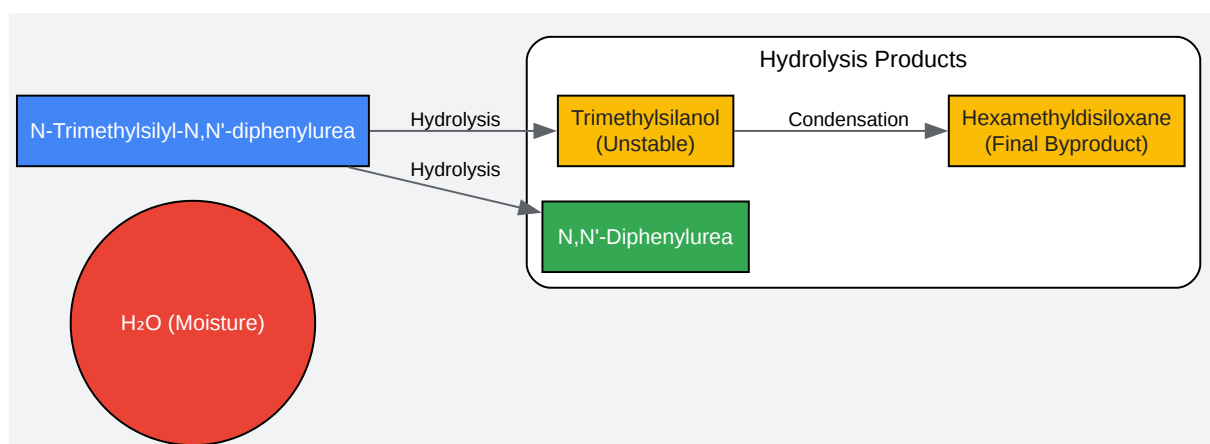 Hydrolysis Products
N-Trimethylsilyl-N,N'-diphenylurea
Hydrolysis
Trimethylsilanol
(Unstable)
Condensation
Hexamethyldisiloxane
(Final Byproduct)
Hydrolysis
N,N'-Diphenylurea
H₂O (Moisture)